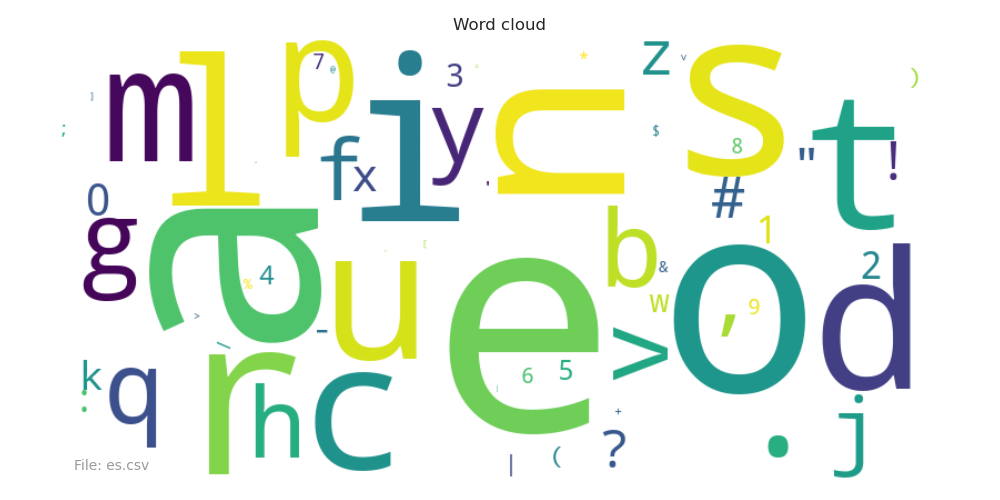 Word cloud
m l p 7 @ i 3 y n * z v s 8 $ t ) " ! ; ] f x '
0 g a % 4 > - u e b & w # 1 o , 9 2 d
k : q r h c | 6 5 > + ? . j | (
File: es.csv